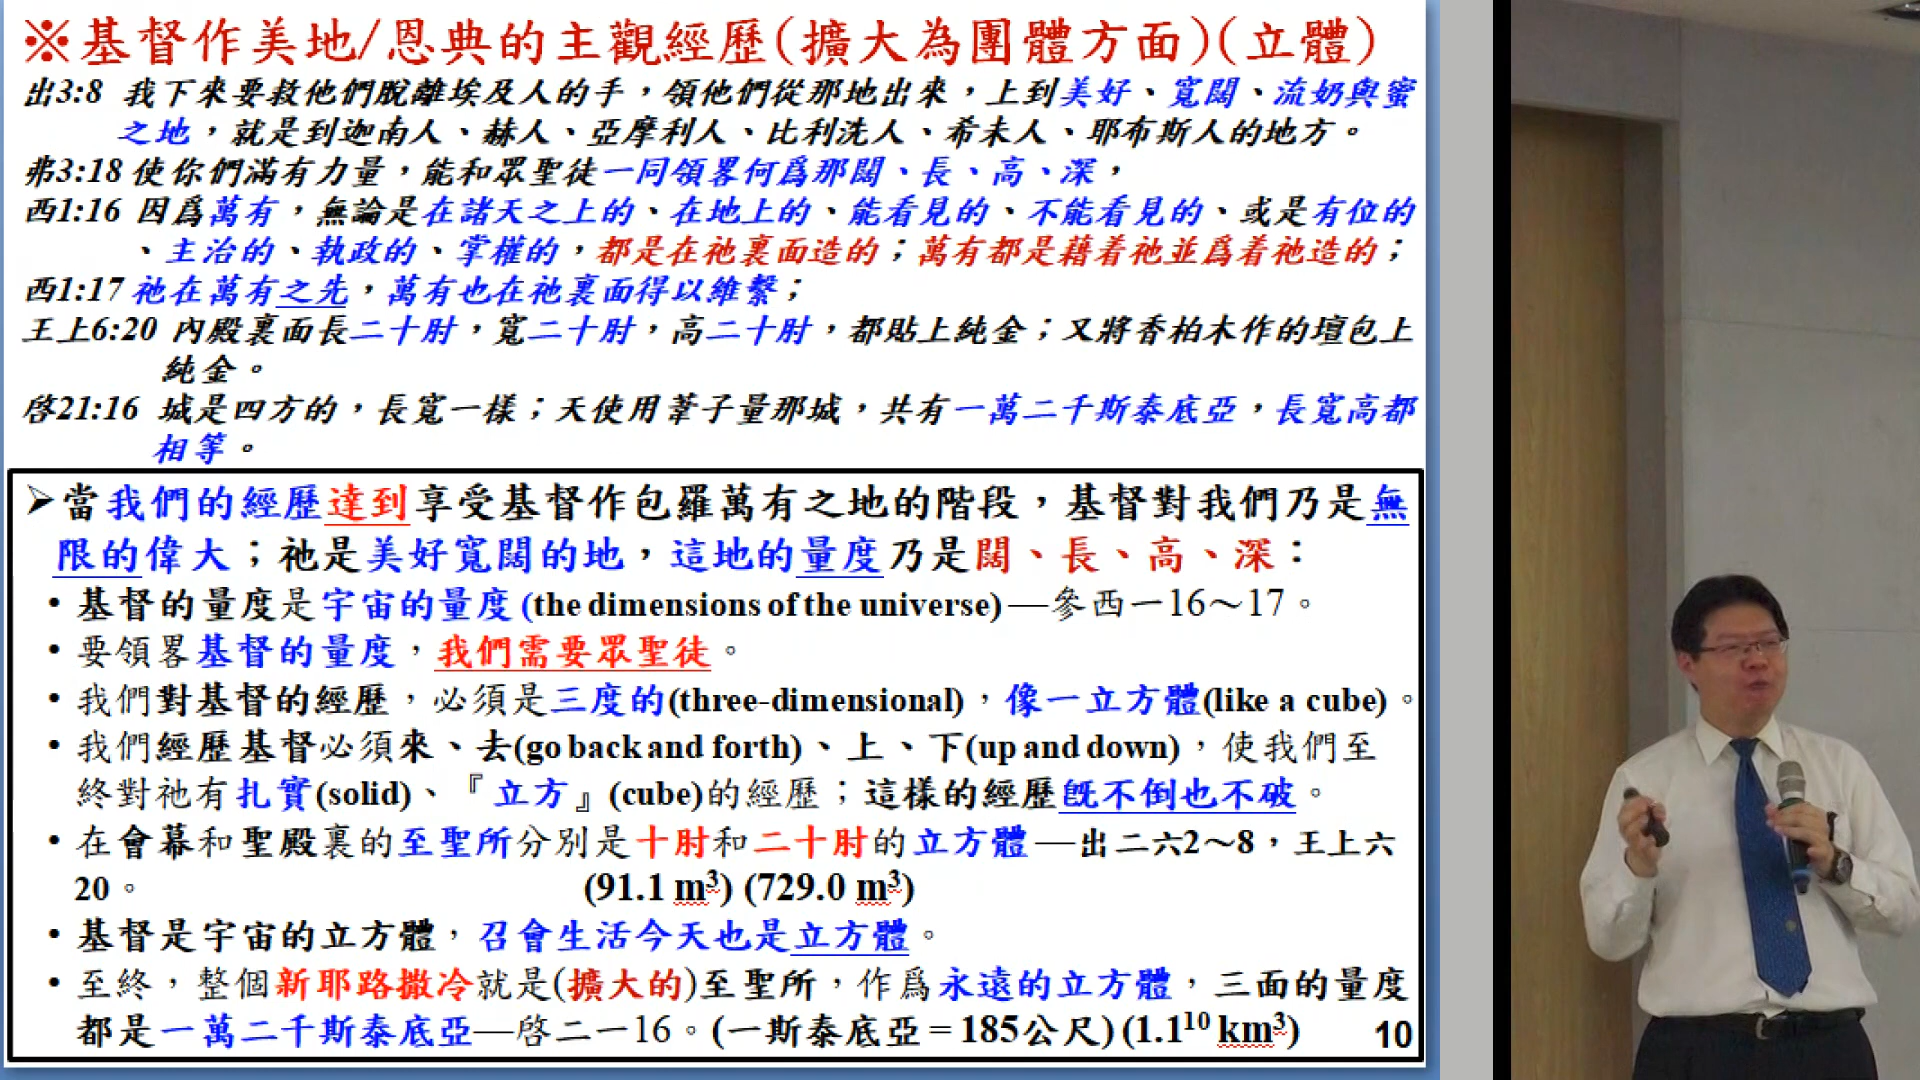 ※基督作美地/恩典的主觀經歷(擴大為團體方面)(立體)
出3:8 我下來要救他們脫離埃及人的手，領他們從那地出來，上到美好、寬闊、流奶與蜜
之地，就是到迦南人、赫人、亞摩利人、比利洗人、希未人、耶布斯人的地方。
弗3:18 使你們滿有力量，能和眾聖徒一同領畧何爲那闊、長、高、深，
西1:16 因爲萬有，無論是在諸天之上的、在地上的、能看見的、不能看見的、或是有位的
、主治的、執政的、掌權的，都是在祂裏面造的；萬有都是藉着祂並爲着祂造的；
西1:17 祂在萬有之先，萬有也在祂裏面得以維繫；
王上6:20 內殿裏面長二十肘，寬二十肘，高二十肘，都貼上純金；又將香柏木作的壇包上
純金。
啓21:16 城是四方的，長寬一樣；天使用葦子量那城，共有一萬二千斯泰底亞，長寬高都
相等。
➢當我們的經歷達到享受基督作包羅萬有之地的階段，基督對我們乃是無
限的偉大；祂是美好寬闊的地，這地的量度乃是闊、長、高、深：
•基督的量度是宇宙的量度(the dimensions of the universe)—參西一16～17。
•要領畧基督的量度，我們需要眾聖徒。
•我們對基督的經歷，必須是三度的(three-dimensional)，像一立方體(like a cube)。
•我們經歷基督必須來、去(go back and forth)、上、下(up and down)，使我們至
終對祂有扎實(solid)、『立方』(cube)的經歷；這樣的經歷旣不倒也不破。
•在會幕和聖殿裏的至聖所分別是十肘和二十肘的立方體—出二六2～8，王上六
20。 (91.1 m³) (729.0 m³)
•基督是宇宙的立方體，召會生活今天也是立方體。
•至終，整個新耶路撒冷就是(擴大的)至聖所，作爲永遠的立方體，三面的量度
都是一萬二千斯泰底亞—啓二一16。(一斯泰底亞＝185公尺) (1.1¹⁰ km³) 10